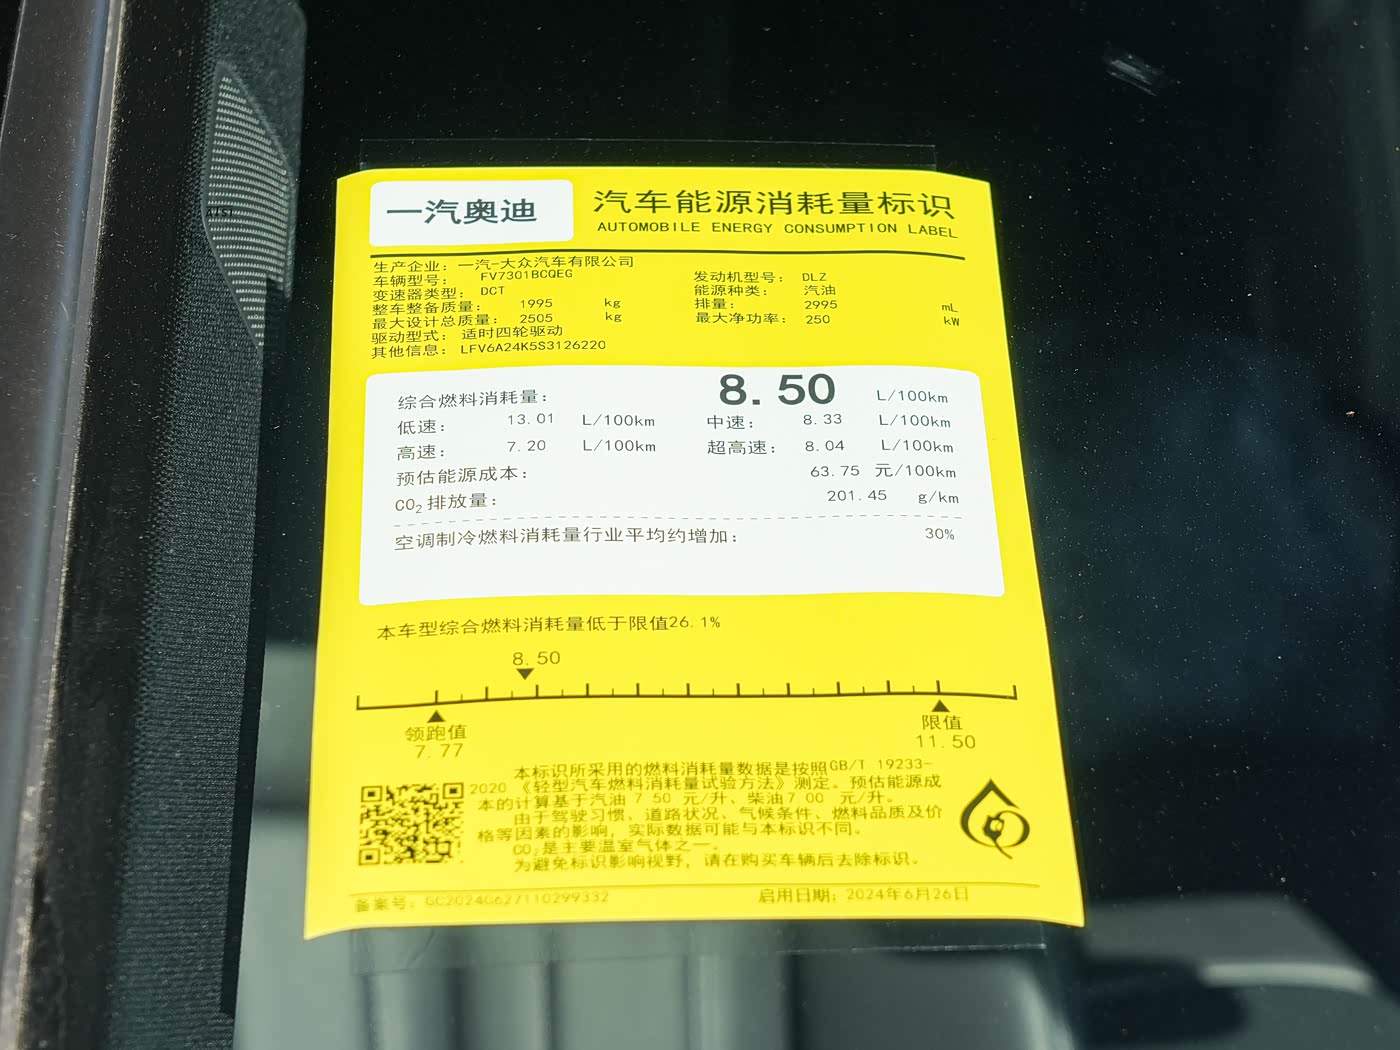 一汽奥迪
汽车能源消耗量标识
AUTOMOBILE ENERGY CONSUMPTION LABEL
生产企业: 一汽-大众汽车有限公司
车辆型号: FV7301BCQEG 发动机型号: DLZ
变速器类型: DCT 能源种类: 汽油
整车整备质量: 1995 kg 排量: 2995 mL
最大设计总质量: 2505 kg 最大净功率: 250 kW
驱动型式: 适时四轮驱动
其他信息: LFV6A24K5S3126220
综合燃料消耗量: 8.50 L/100km
低速: 13.01 L/100km 中速: 8.33 L/100km
高速: 7.20 L/100km 超高速: 8.04 L/100km
预估能源成本: 63.75 元/100km
CO₂排放量: 201.45 g/km
空调制冷燃料消耗量行业平均约增加: 30%
本车型综合燃料消耗量低于限值26.1%
8.50
领跑值 限值
7.77 11.50
本标识所采用的燃料消耗量数据是按照GB/T 19233-
2020 《轻型汽车燃料消耗量试验方法》测定。预估能源成
本的计算基于汽油 7 50 元/升、柴油7 00 元/升。
由于驾驶习惯、道路状况、气候条件、燃料品质及价
格等因素的影响, 实际数据可能与本标识不同。
CO₂是主要温室气体之一。
为避免标识影响视野, 请在购买车辆后去除标识。
备案号: GC2024G627110299332 启用日期: 2024年6月26日